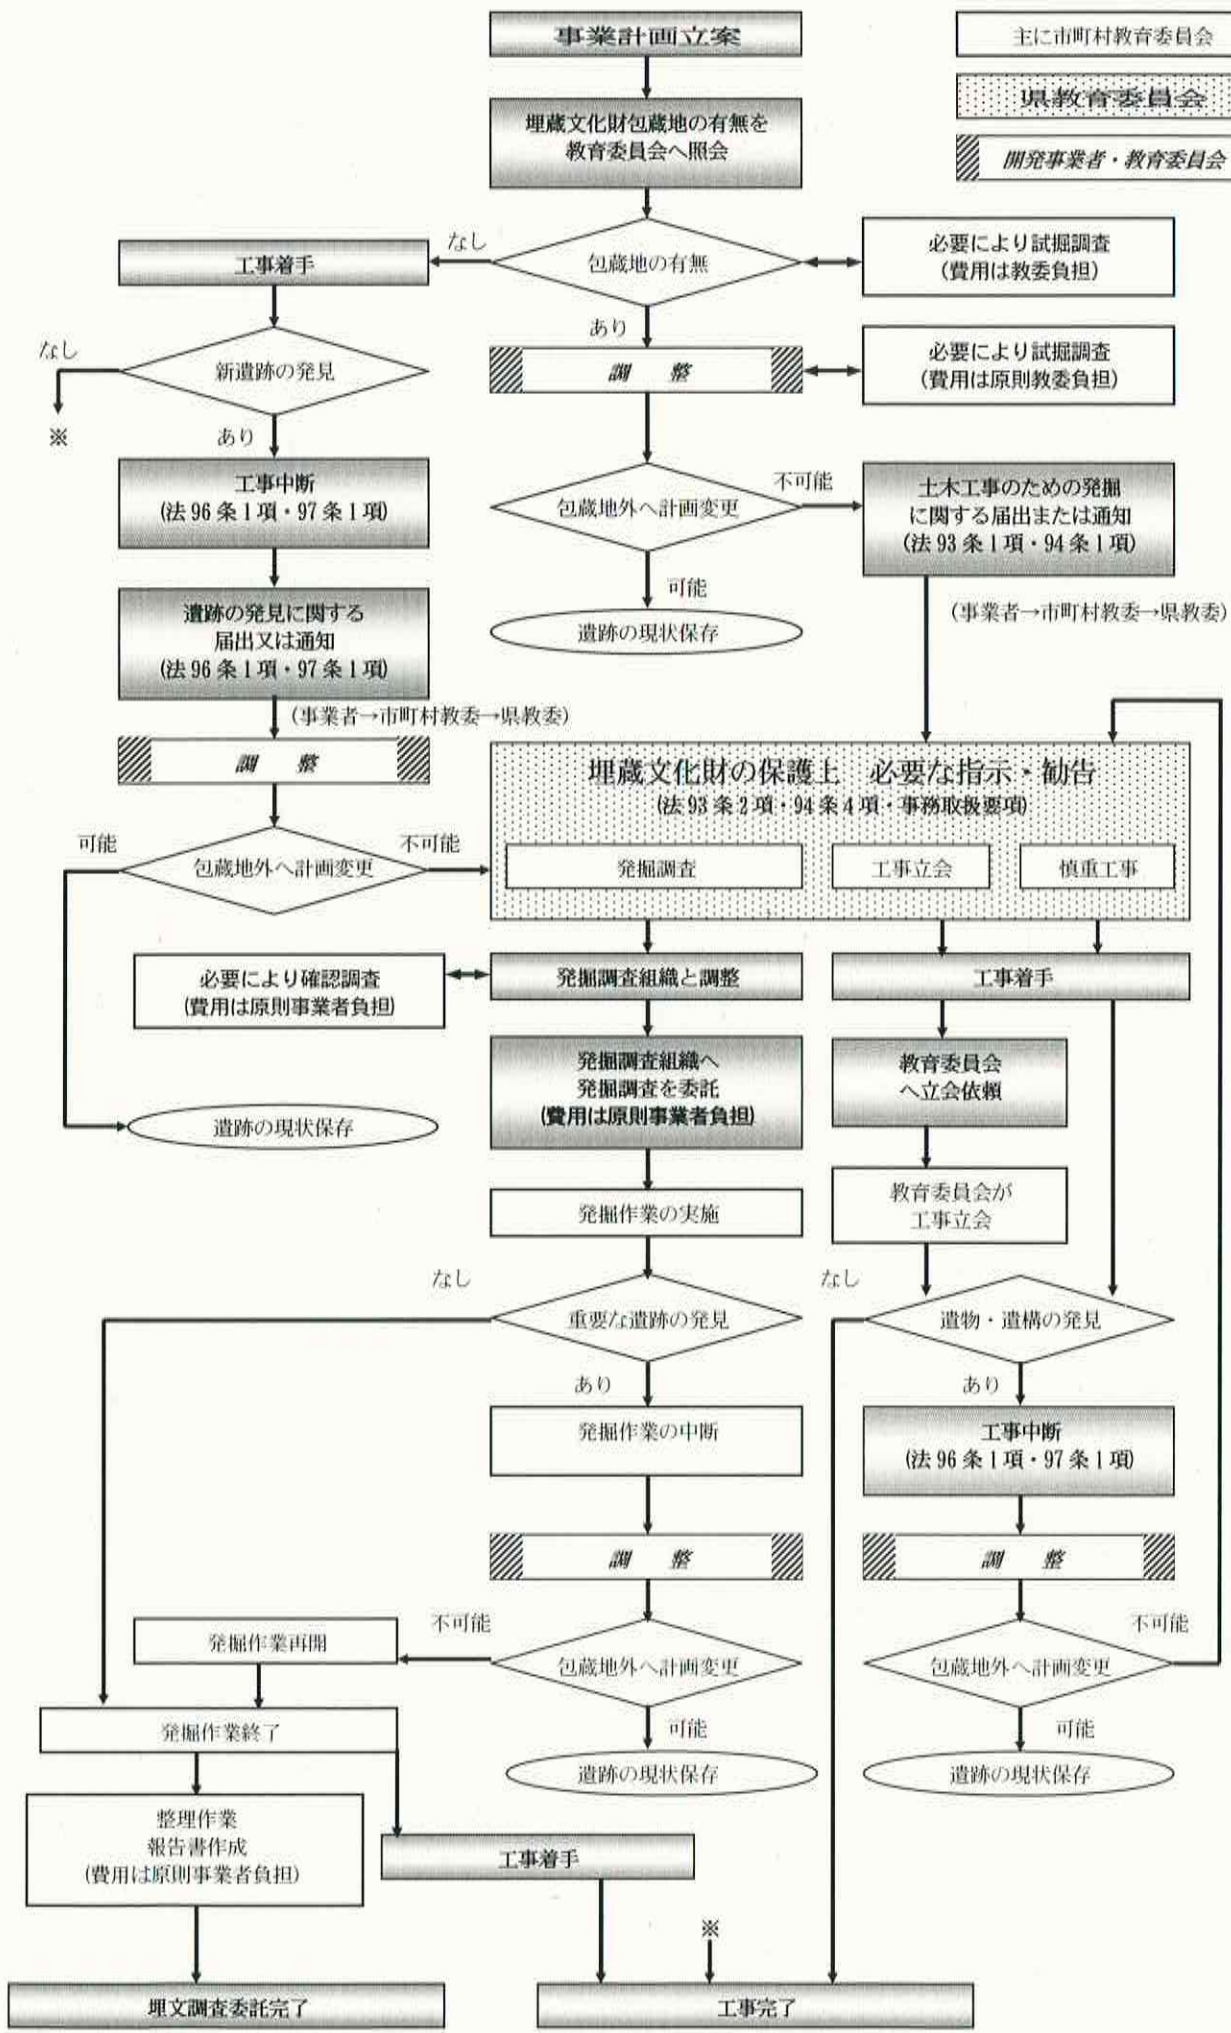 事業計画立案
主に市町村教育委員会
県教育委員会
開発事業者・教育委員会
埋蔵文化財包蔵地の有無を
教育委員会へ照会
包蔵地の有無
なし
あり
必要により試掘調査
(費用は教委負担)
工事着手
新遺跡の発見
なし
※
あり
調　整
必要により試掘調査
(費用は原則教委負担)
工事中断
(法96条1項・97条1項)
包蔵地外へ計画変更
不可能
可能
土木工事のための発掘
に関する届出または通知
(法93条1項・94条1項)
(事業者→市町村教委→県教委)
遺跡の現状保存
遺跡の発見に関する
届出又は通知
(法96条1項・97条1項)
(事業者→市町村教委→県教委)
調　整
包蔵地外へ計画変更
可能
不可能
埋蔵文化財の保護上　必要な指示・勧告
(法93条2項・94条4項・事務取扱要項)
発掘調査
工事立会
慎重工事
必要により確認調査
(費用は原則事業者負担)
発掘調査組織と調整
工事着手
発掘調査組織へ
発掘調査を委託
(費用は原則事業者負担)
教育委員会
へ立会依頼
遺跡の現状保存
発掘作業の実施
教育委員会が
工事立会
なし
重要な遺跡の発見
あり
なし
遺物・遺構の発見
あり
発掘作業の中断
工事中断
(法96条1項・97条1項)
調　整
調　整
発掘作業再開
不可能
包蔵地外へ計画変更
可能
包蔵地外へ計画変更
不可能
可能
発掘作業終了
遺跡の現状保存
遺跡の現状保存
整理作業
報告書作成
(費用は原則事業者負担)
工事着手
※
埋文調査委託完了
工事完了